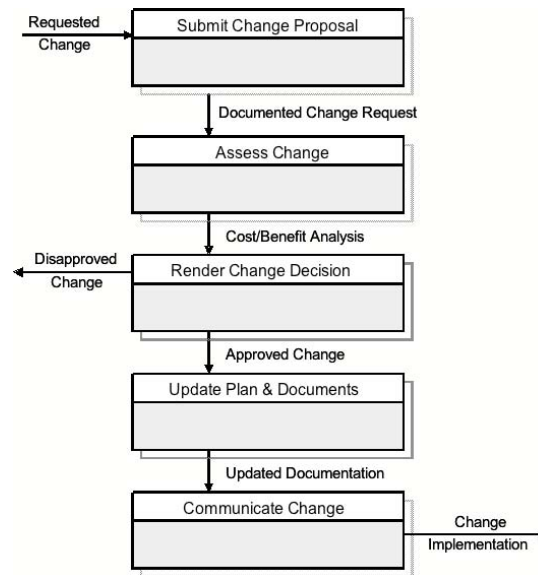 Requested
Change
Submit Change Proposal
Documented Change Request
Assess Change
Cost/Benefit Analysis
Disapproved
Change
Render Change Decision
Approved Change
Update Plan & Documents
Updated Documentation
Communicate Change
Change
Implementation